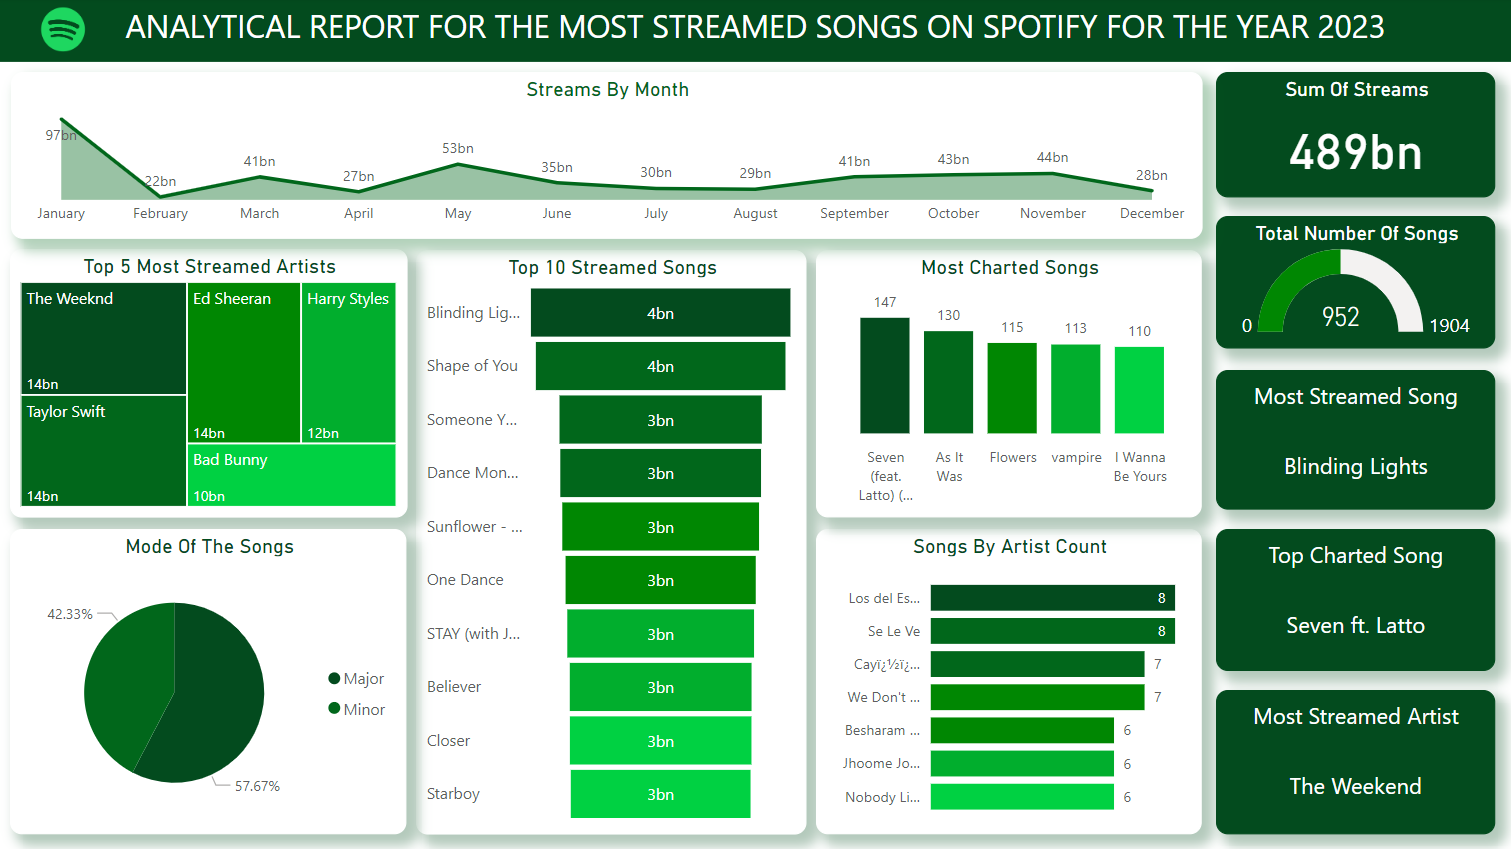 ANALYTICAL REPORT FOR THE MOST STREAMED SONGS ON SPOTIFY FOR THE YEAR 2023
Streams By Month
97bn
22bn
41bn
27bn
53bn
35bn
30bn
29bn
41bn
43bn
44bn
28bn
January
February
March
April
May
June
July
August
September
October
November
December
Sum Of Streams
489bn
Total Number Of Songs
0
952
1904
Top 5 Most Streamed Artists
The Weeknd
14bn
Taylor Swift
14bn
Ed Sheeran
14bn
Harry Styles
12bn
Bad Bunny
10bn
Top 10 Streamed Songs
Blinding Lig... 4bn
Shape of You 4bn
Someone Y... 3bn
Dance Mon... 3bn
Sunflower - ... 3bn
One Dance 3bn
STAY (with J... 3bn
Believer 3bn
Closer 3bn
Starboy 3bn
Most Charted Songs
147
130
115
113
110
Seven
(feat.
Latto) (...
As It
Was
Flowers
vampire
I Wanna
Be Yours
Most Streamed Song
Blinding Lights
Mode Of The Songs
42.33%
57.67%
Major
Minor
Songs By Artist Count
Los del Es... 8
Se Le Ve 8
Cayï¿½ï¿... 7
We Don't ... 7
Besharam ... 6
Jhoome Jo... 6
Nobody Li... 6
Top Charted Song
Seven ft. Latto
Most Streamed Artist
The Weekend